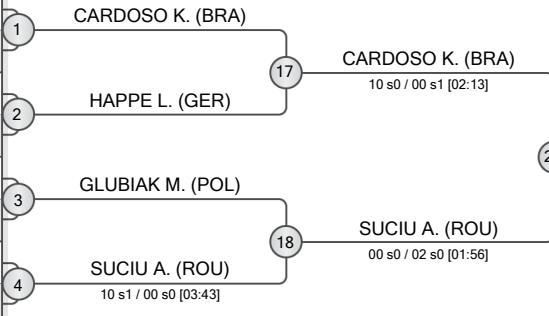 CARDOSO K. (BRA)
1
17
CARDOSO K. (BRA)
10 s0 / 00 s1 [02:13]
2
HAPPE L. (GER)
3
GLUBIAK M. (POL)
18
SUCIU A. (ROU)
00 s0 / 02 s0 [01:56]
4
SUCIU A. (ROU)
10 s1 / 00 s0 [03:43]